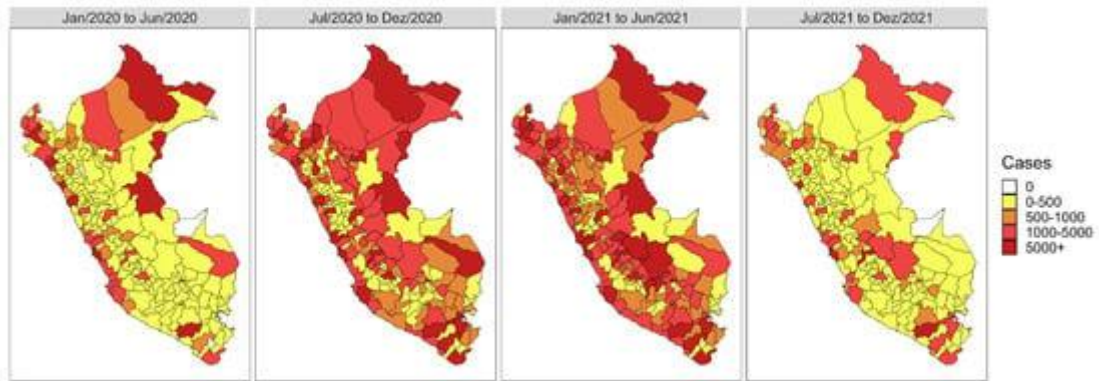 Jan/2020 to Jun/2020
Jul/2020 to Dez/2020
Jan/2021 to Jun/2021
Jul/2021 to Dez/2021
Cases
0
0-500
500-1000
1000-5000
5000+